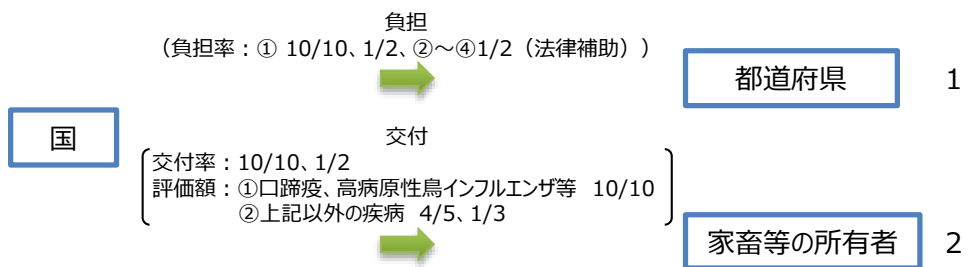 負担
（負担率：① 10/10、1/2、②～④1/2（法律補助））
都道府県 1
国
交付
交付率：10/10、1/2
評価額：①口蹄疫、高病原性鳥インフルエンザ等 10/10
②上記以外の疾病 4/5、1/3
家畜等の所有者 2